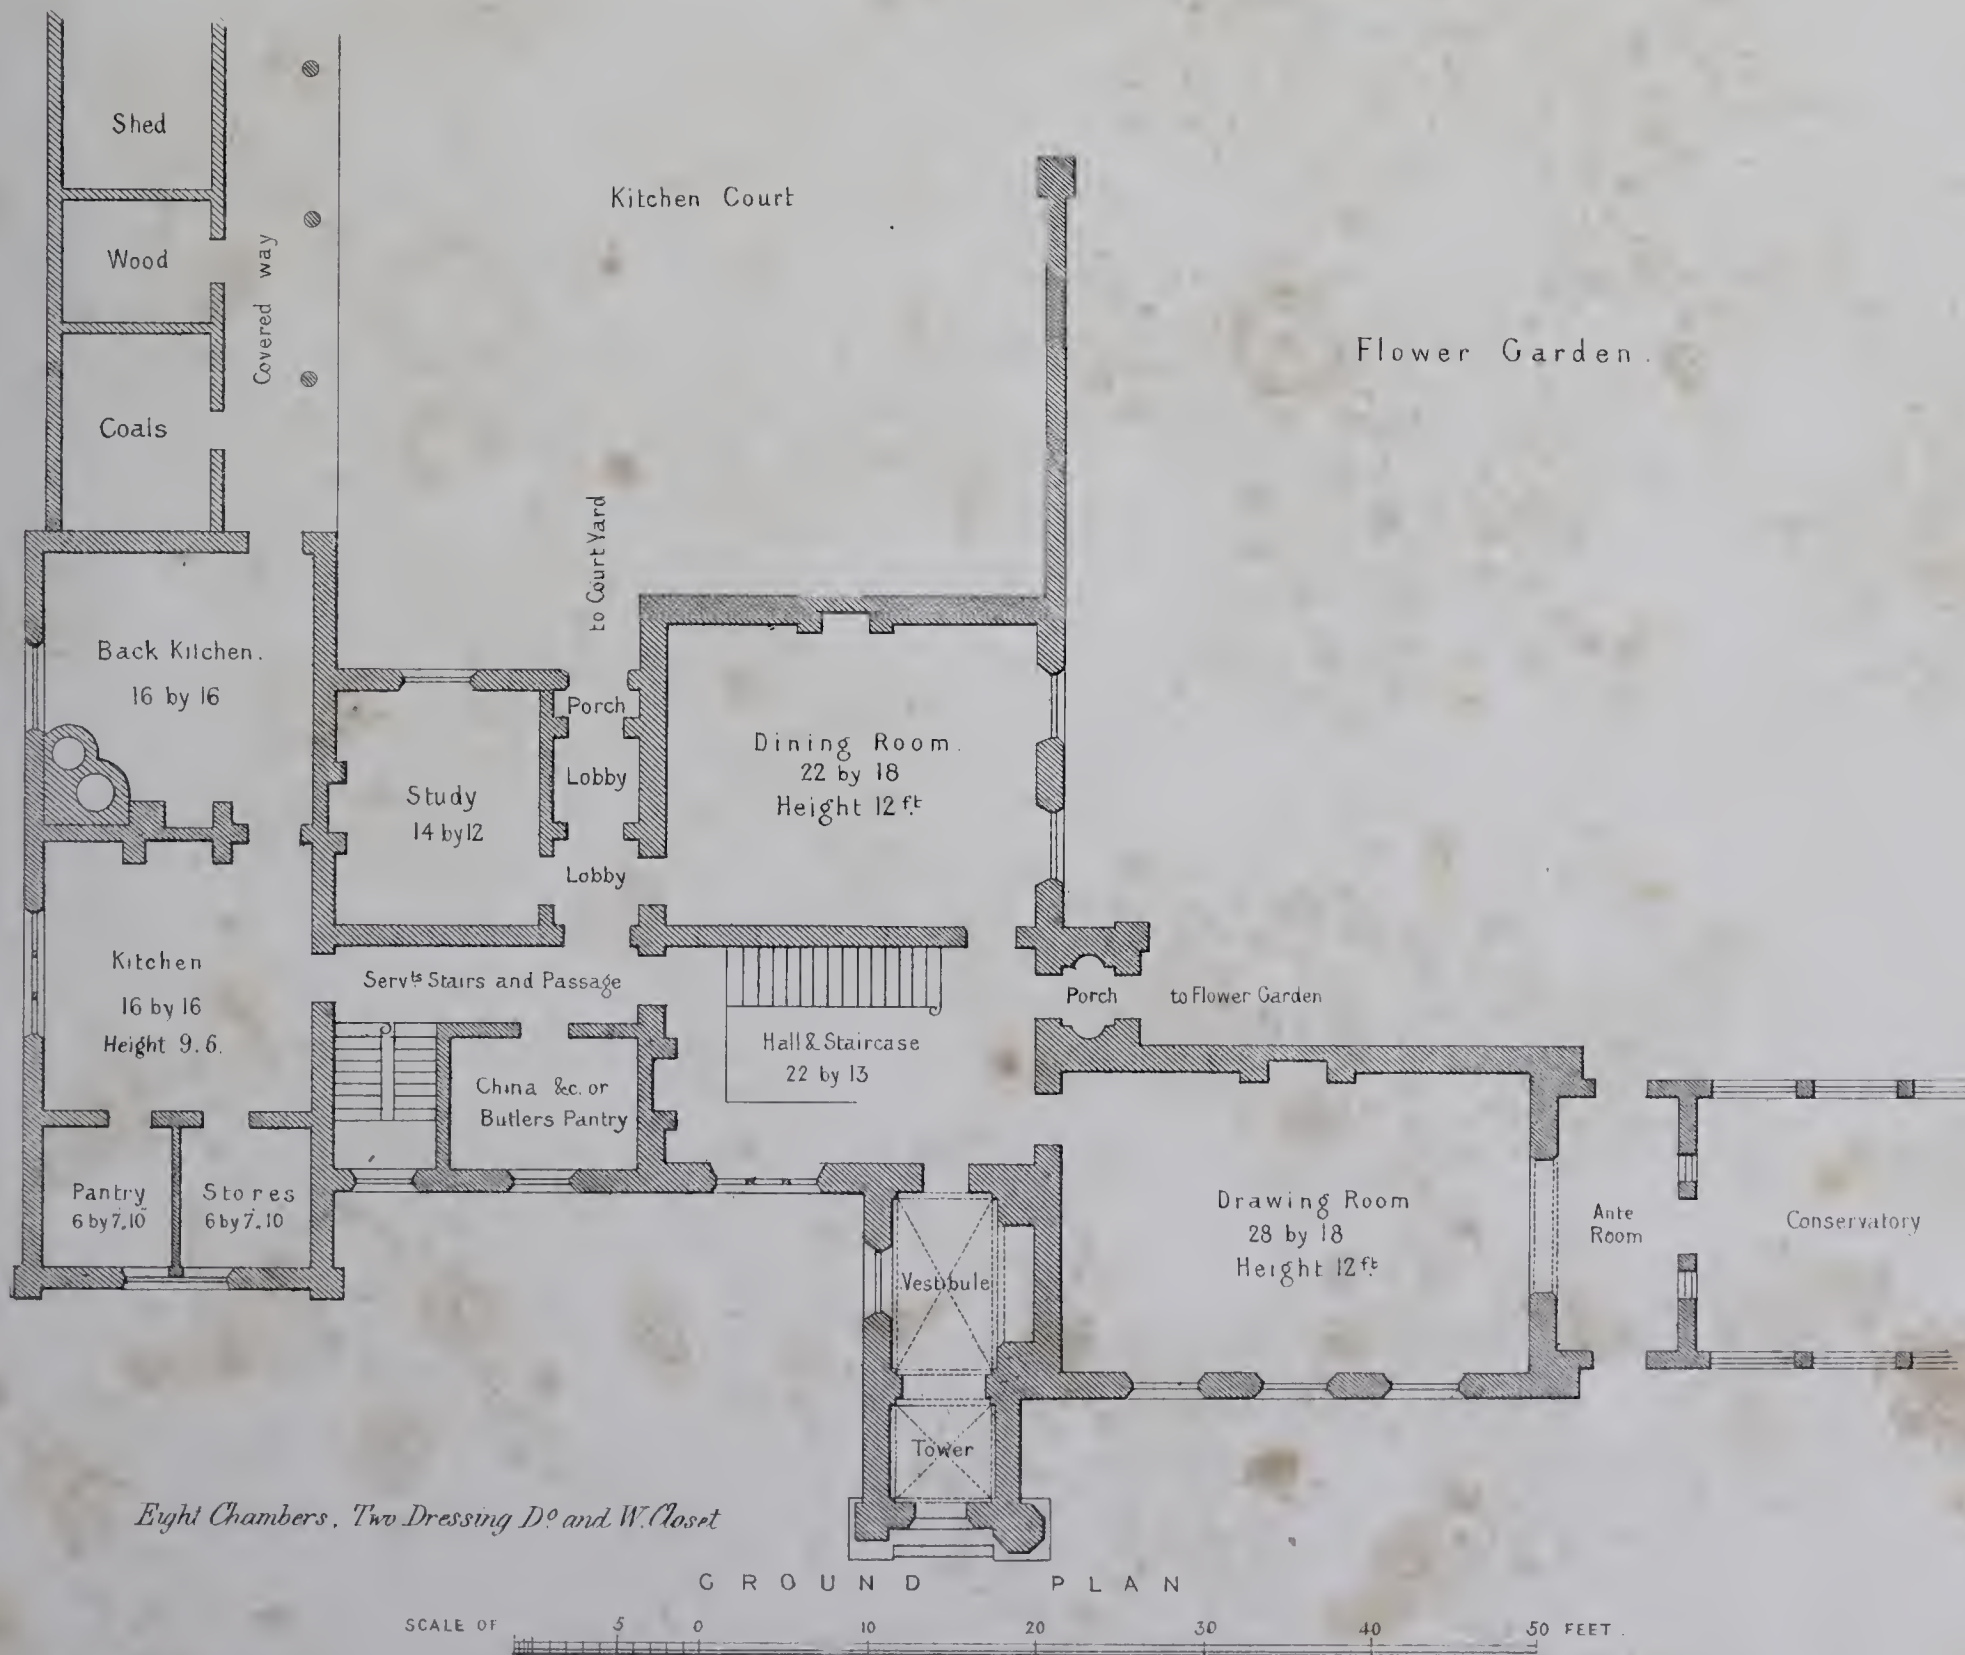 Shed
Kitchen Court
Wood
Covered way
Flower Garden.
Coals
to Court Yard
Back Kitchen.
16 by 16
Porch
Dining Room.
22 by 18
Height 12 ft.
Lobby
Study
14 by 12
Lobby
Kitchen
16 by 16
Height 9.6.
Servts. Stairs and Passage
Porch
to Flower Garden
Hall & Staircase
22 by 13
China &c. or
Butlers Pantry
Pantry
6 by 7.10
Stores
6 by 7.10
Vestibule
Drawing Room
28 by 18
Height 12 ft.
Ante
Room
Conservatory
Tower
Eight Chambers, Two Dressing Do. and W. Closet
GROUND PLAN
SCALE OF 5 0 10 20 30 40 50 FEET.